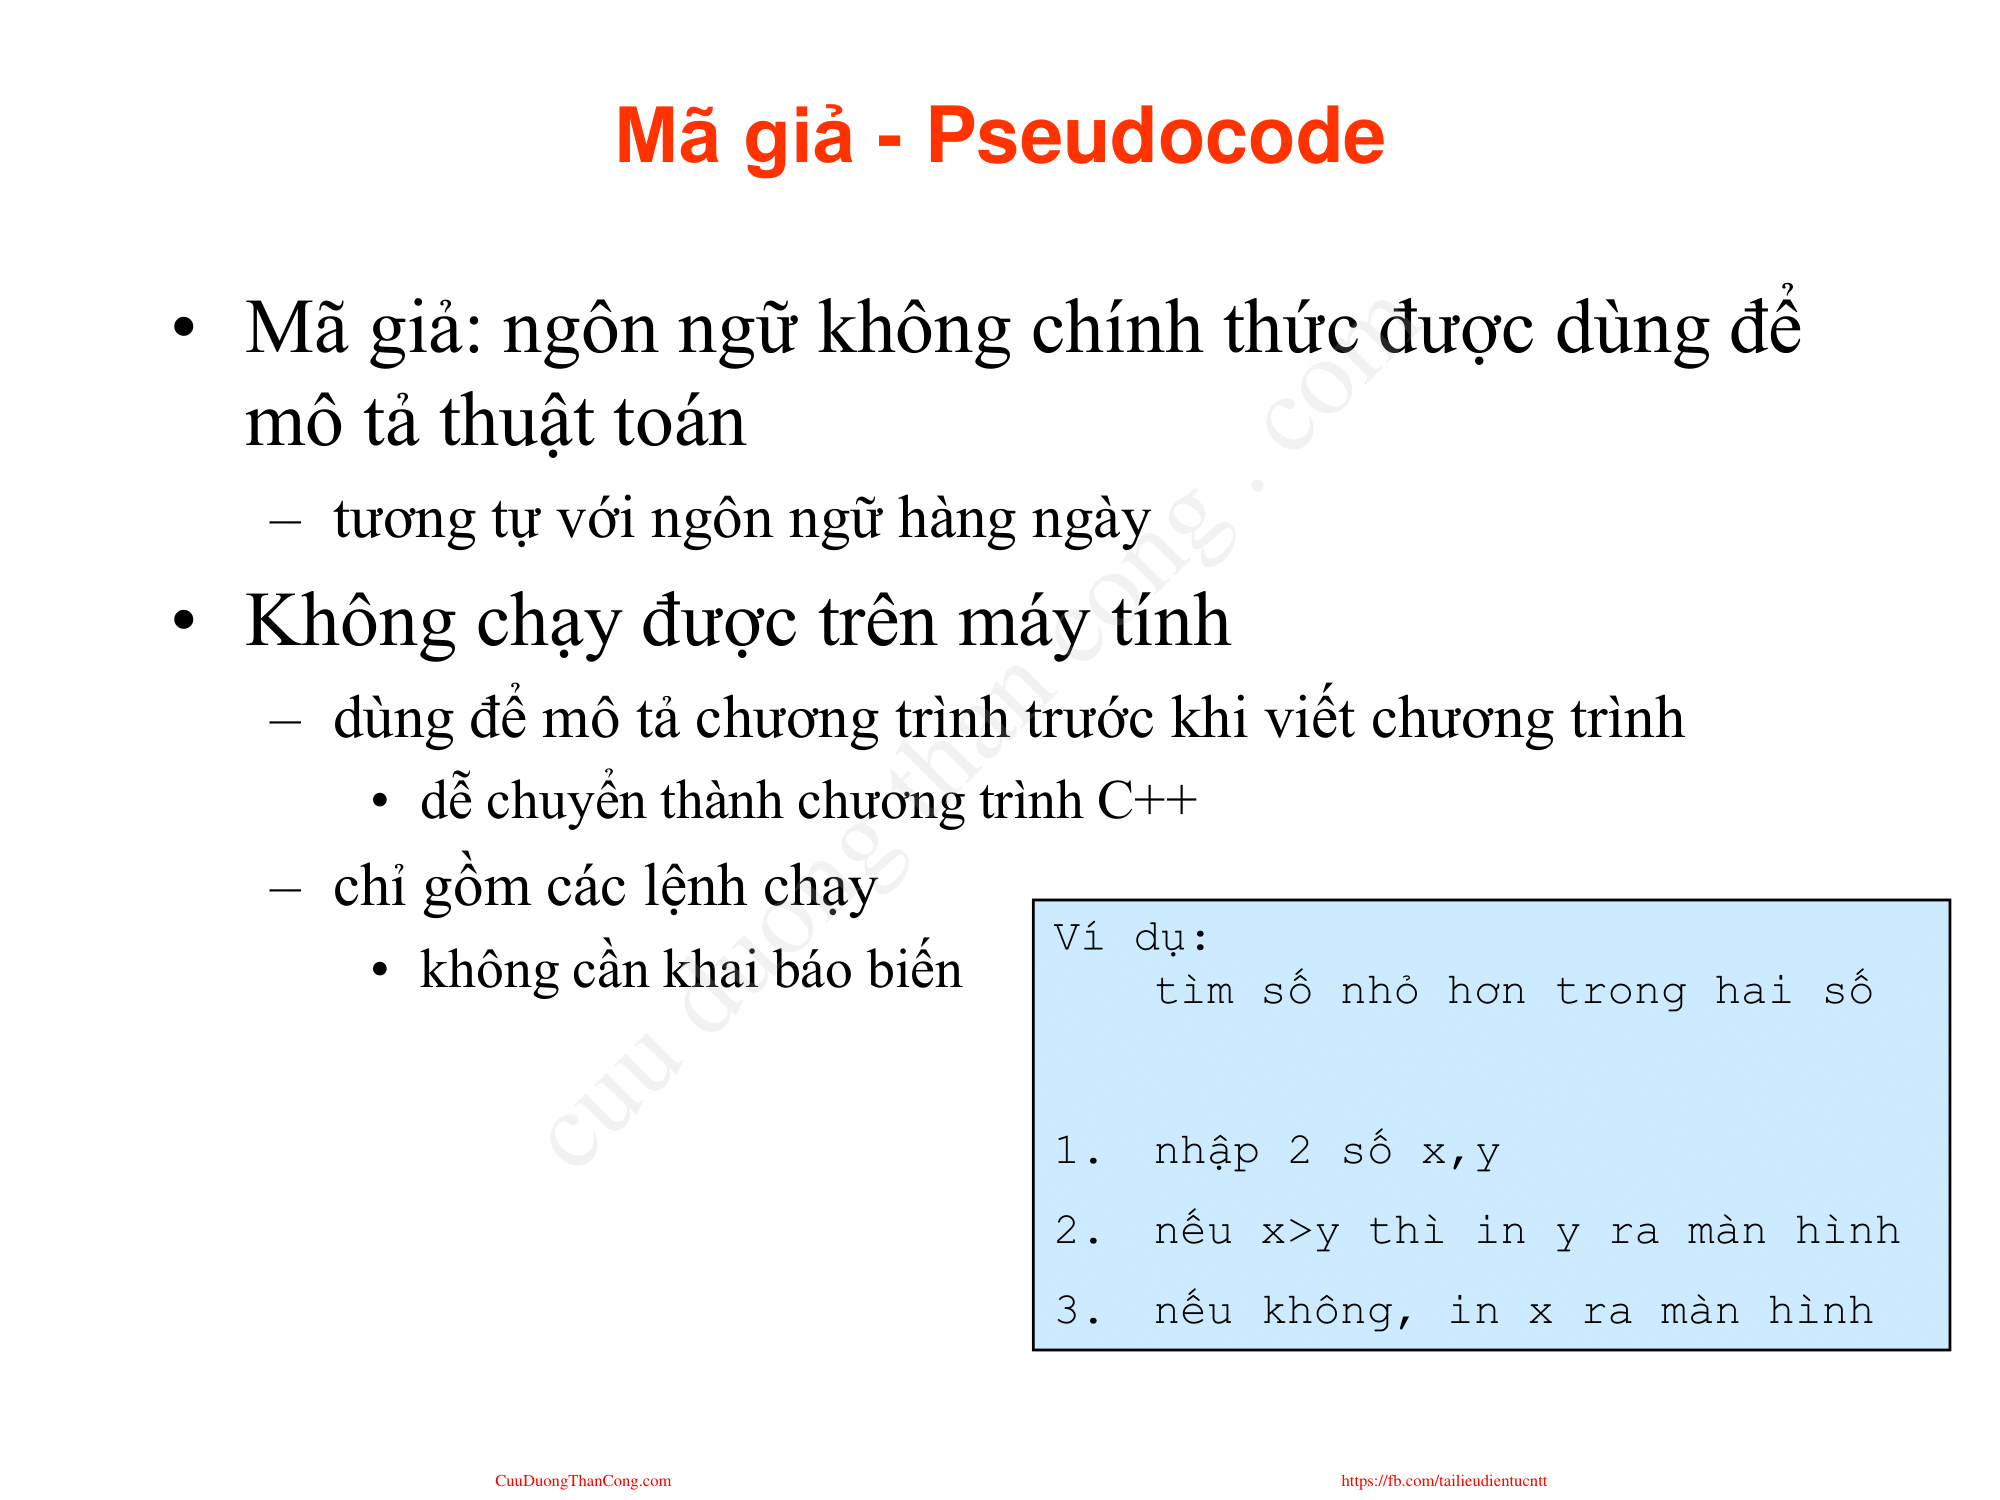 Mã giả - Pseudocode
• Mã giả: ngôn ngữ không chính thức được dùng để
mô tả thuật toán
– tương tự với ngôn ngữ hàng ngày
• Không chạy được trên máy tính
– dùng để mô tả chương trình trước khi viết chương trình
• dễ chuyển thành chương trình C++
– chỉ gồm các lệnh chạy
• không cần khai báo biến
Ví dụ:
tìm số nhỏ hơn trong hai số
1. nhập 2 số x,y
2. nếu x>y thì in y ra màn hình
3. nếu không, in x ra màn hình
cuu duong than cong . com
CuuDuongThanCong.com
https://fb.com/tailieudientucntt